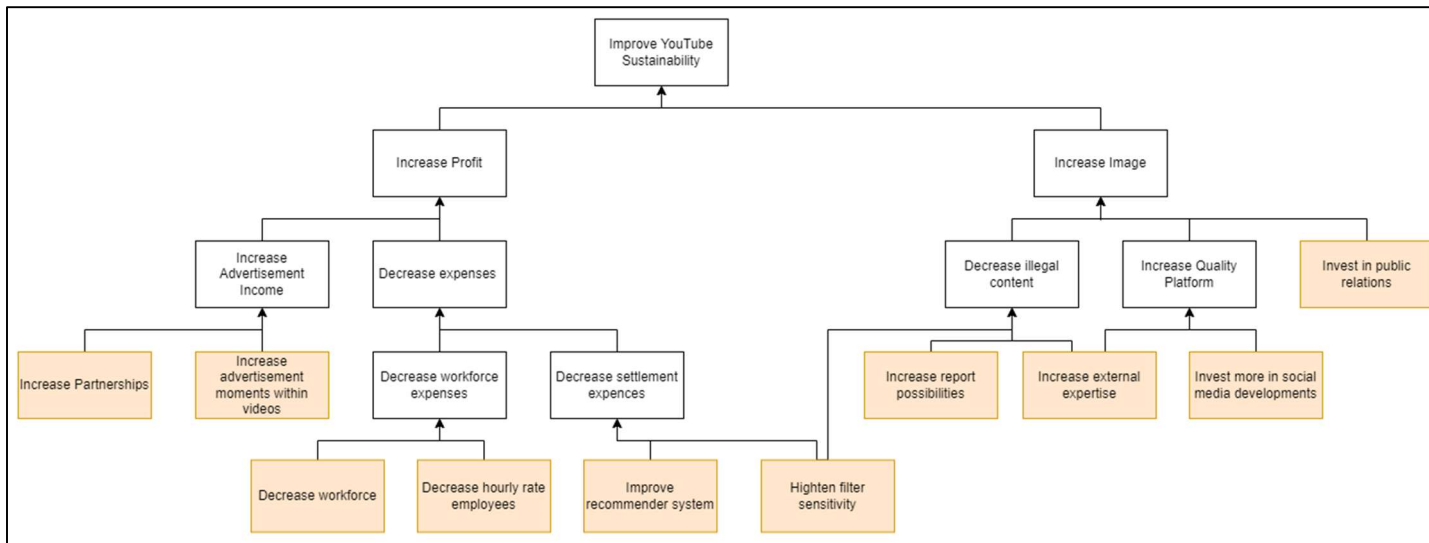 Improve YouTube
Sustainability
Increase Profit
Increase Image
Increase
Advertisement
Income
Decrease expenses
Decrease illegal
content
Increase Quality
Platform
Invest in public
relations
Increase Partnerships
Increase
advertisement
moments within
videos
Decrease workforce
expenses
Decrease settlement
expences
Increase report
possibilities
Increase external
expertise
Invest more in social
media developments
Decrease workforce
Decrease hourly rate
employees
Improve
recommender system
Highten filter
sensitivity